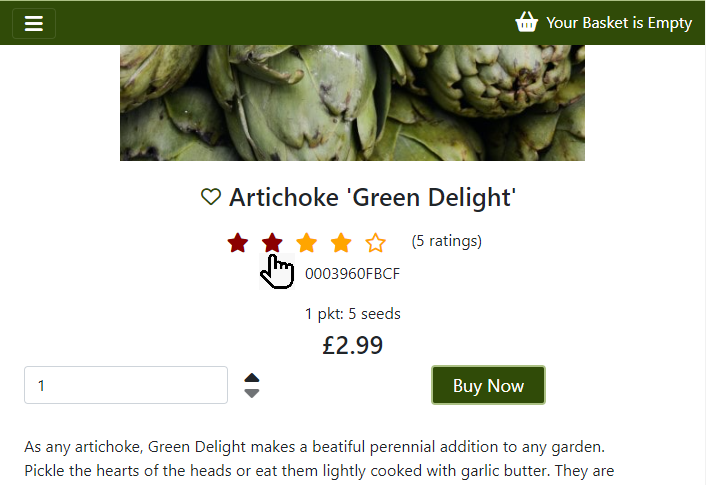 Your Basket is Empty
Artichoke 'Green Delight'
(5 ratings)
0003960FBCF
1 pkt: 5 seeds
£2.99
1
Buy Now
As any artichoke, Green Delight makes a beatiful perennial addition to any garden.
Pickle the hearts of the heads or eat them lightly cooked with garlic butter. They are